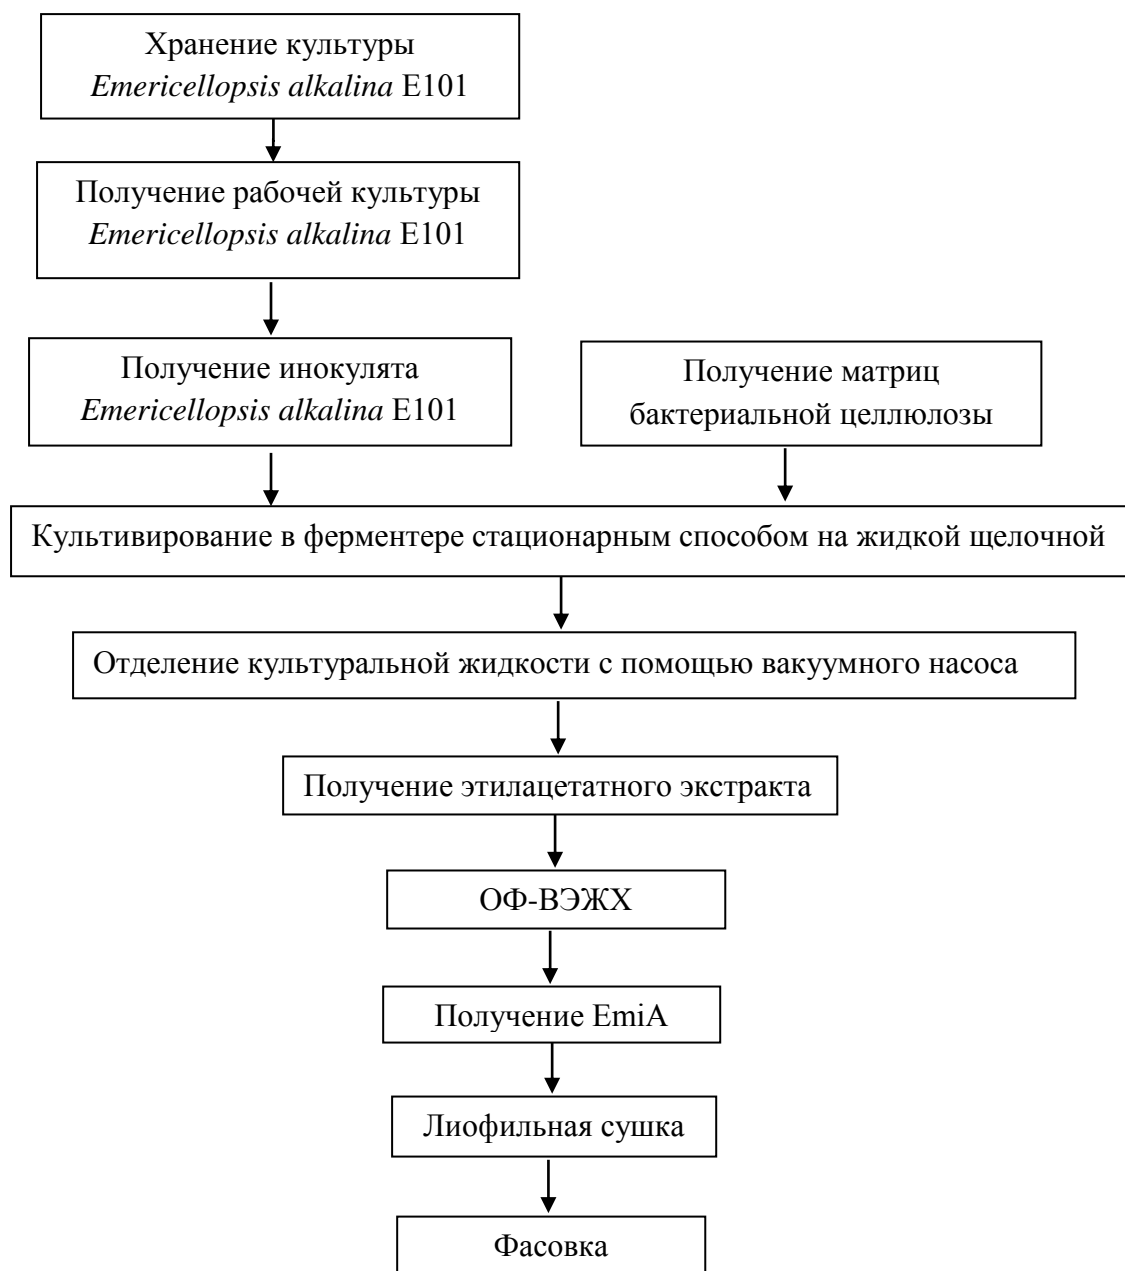 Хранение культуры
Emericellopsis alkalina E101
Получение рабочей культуры
Emericellopsis alkalina E101
Получение инокулята
Emericellopsis alkalina E101
Получение матриц
бактериальной целлюлозы
Культивирование в ферментере стационарным способом на жидкой щелочной
Отделение культуральной жидкости с помощью вакуумного насоса
Получение этилацетатного экстракта
ОФ-ВЭЖХ
Получение EmiA
Лиофильная сушка
Фасовка